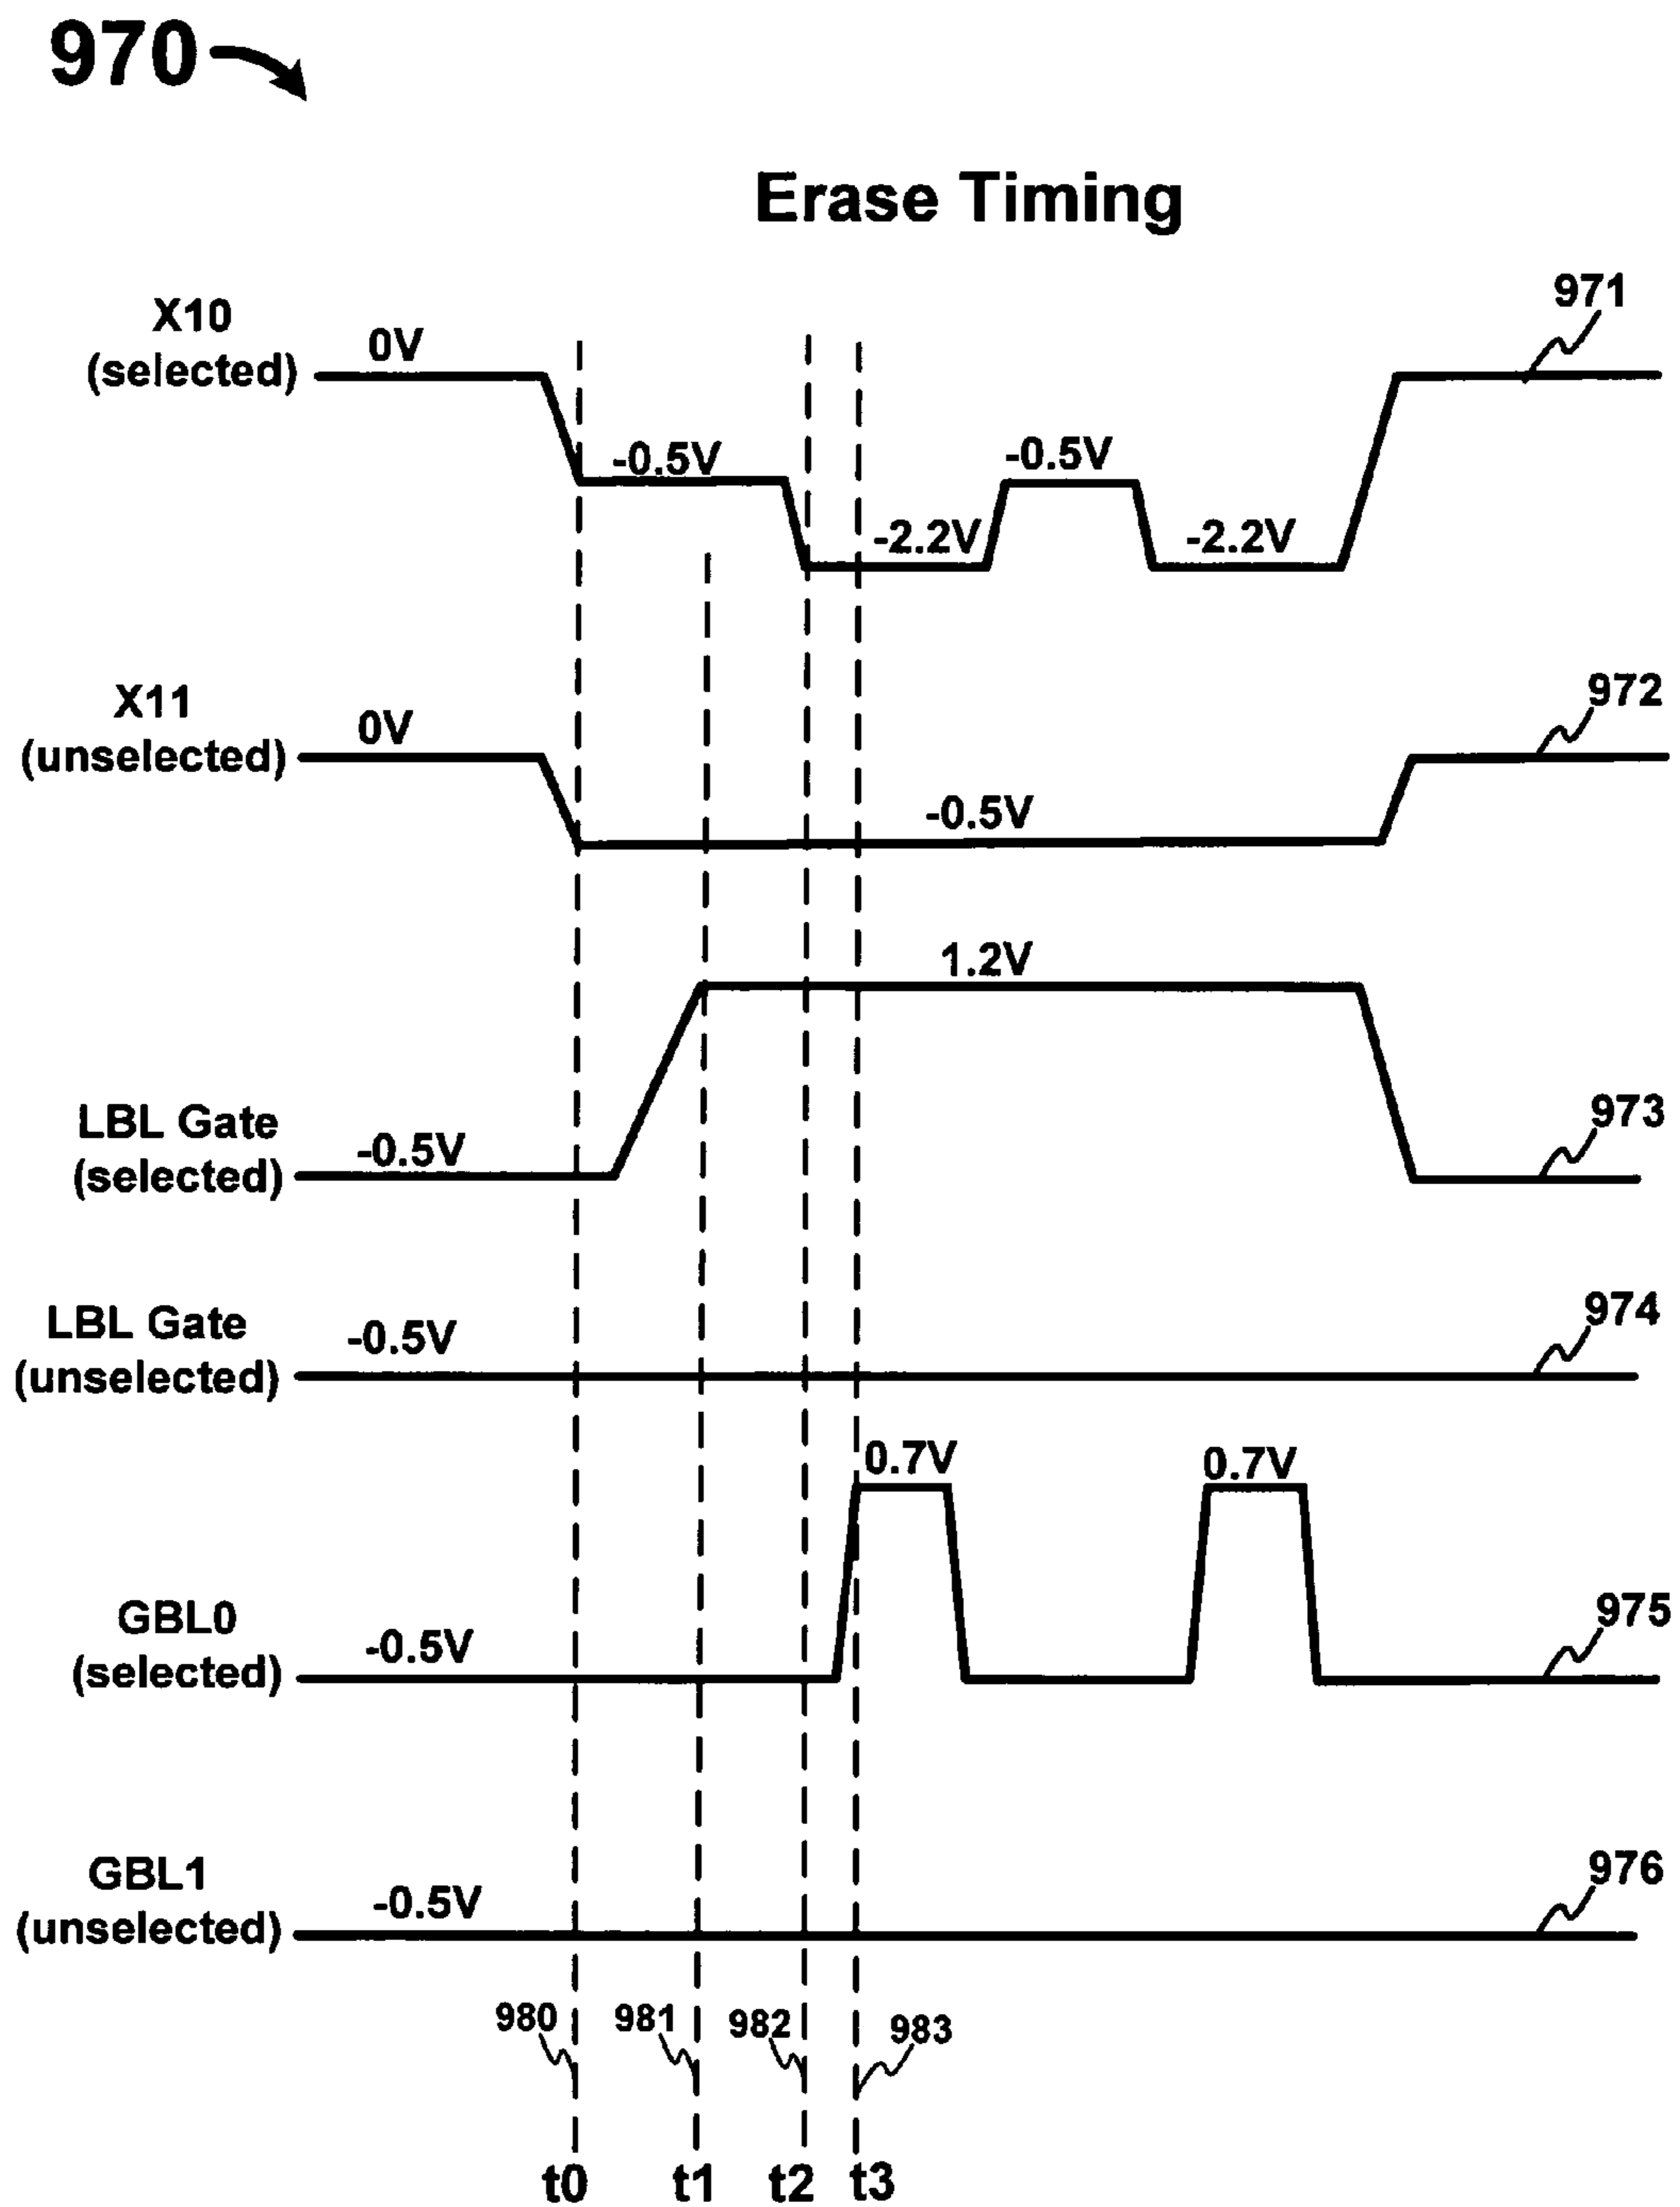 970
Erase Timing
971
X10
(selected)
0V
-0.5V
-0.5V
-2.2V
-2.2V
972
X11
(unselected)
0V
-0.5V
1.2V
973
LBL Gate
(selected)
-0.5V
974
LBL Gate
(unselected)
-0.5V
0.7V
0.7V
975
GBL0
(selected)
-0.5V
976
GBL1
(unselected)
-0.5V
980
981
982
983
t0
t1
t2
t3